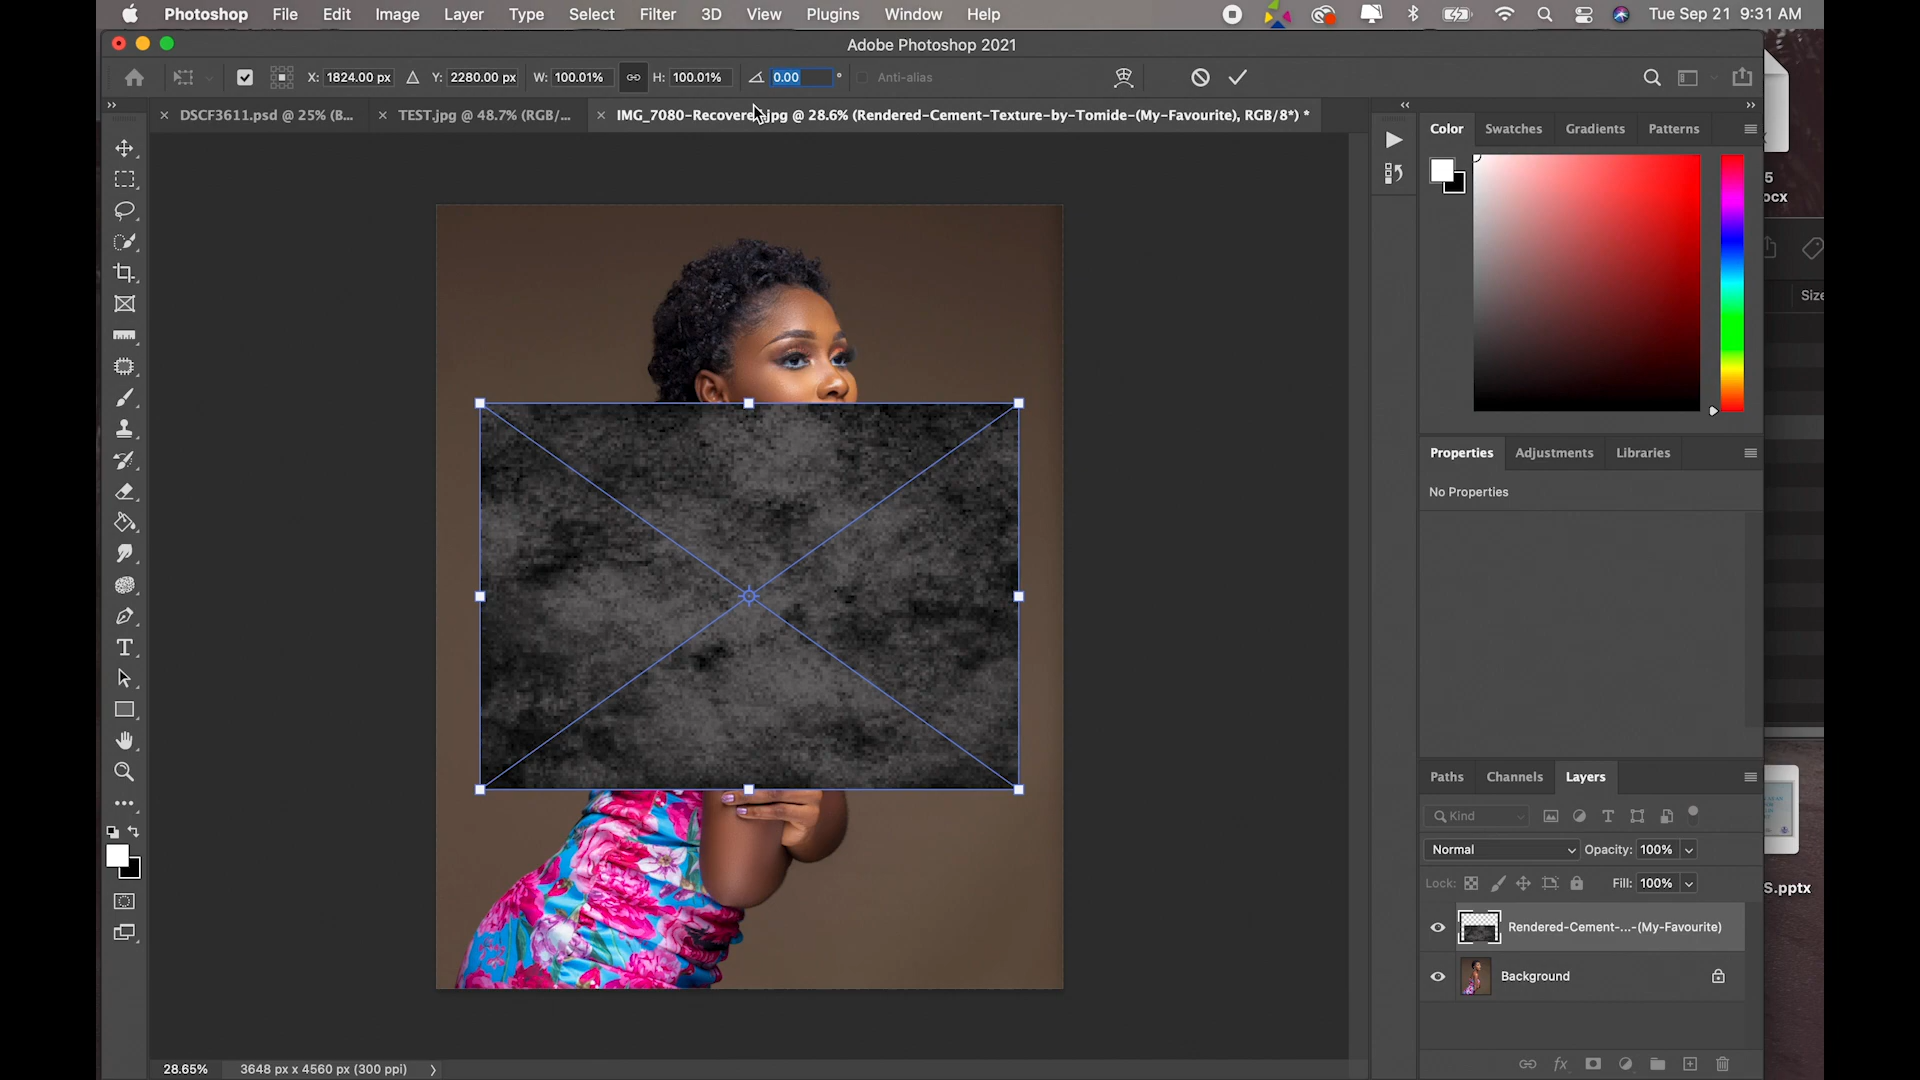 Photoshop File Edit Image Layer Type Select Filter 3D View Plugins Window Help Tue Sep 21 9:31 AM
Adobe Photoshop 2021
X: 1824.00 px Y: 2280.00 px W: 100.01% H: 100.01% 0.00 ° Anti-alias
DSCF3611.psd @ 25% (B... TEST.jpg @ 48.7% (RGB/... IMG_7080-Recovered.jpg @ 28.6% (Rendered-Cement-Texture-by-Tomide-(My-Favourite), RGB/8*) *
Color Swatches Gradients Patterns
5
ocx
Size
Properties Adjustments Libraries
No Properties
Paths Channels Layers
Kind
Normal Opacity: 100%
Lock: Fill: 100%
S.pptx
Rendered-Cement-...-(My-Favourite)
Background
28.65% 3648 px x 4560 px (300 ppi)